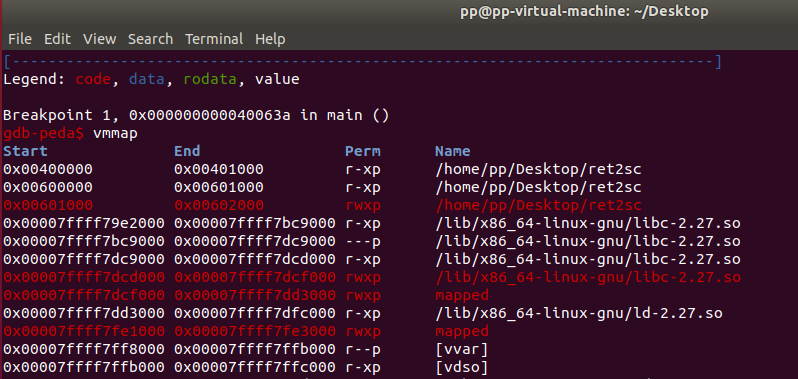 pp@pp-virtual-machine: ~/Desktop
File Edit View Search Terminal Help
[------------------------------------------------------------------------------]
Legend: code, data, rodata, value
Breakpoint 1, 0x000000000040063a in main ()
gdb-peda$ vmmap
Start End Perm Name
0x00400000 0x00401000 r-xp /home/pp/Desktop/ret2sc
0x00600000 0x00601000 r-xp /home/pp/Desktop/ret2sc
0x00601000 0x00602000 rwxp /home/pp/Desktop/ret2sc
0x00007ffff79e2000 0x00007ffff7bc9000 r-xp /lib/x86_64-linux-gnu/libc-2.27.so
0x00007ffff7bc9000 0x00007ffff7dc9000 ---p /lib/x86_64-linux-gnu/libc-2.27.so
0x00007ffff7dc9000 0x00007ffff7dcd000 r-xp /lib/x86_64-linux-gnu/libc-2.27.so
0x00007ffff7dcd000 0x00007ffff7dcf000 rwxp /lib/x86_64-linux-gnu/libc-2.27.so
0x00007ffff7dcf000 0x00007ffff7dd3000 rwxp mapped
0x00007ffff7dd3000 0x00007ffff7dfc000 r-xp /lib/x86_64-linux-gnu/ld-2.27.so
0x00007ffff7fe1000 0x00007ffff7fe3000 rwxp mapped
0x00007ffff7ff8000 0x00007ffff7ffb000 r--p [vvar]
0x00007ffff7ffb000 0x00007ffff7ffc000 r-xp [vdso]